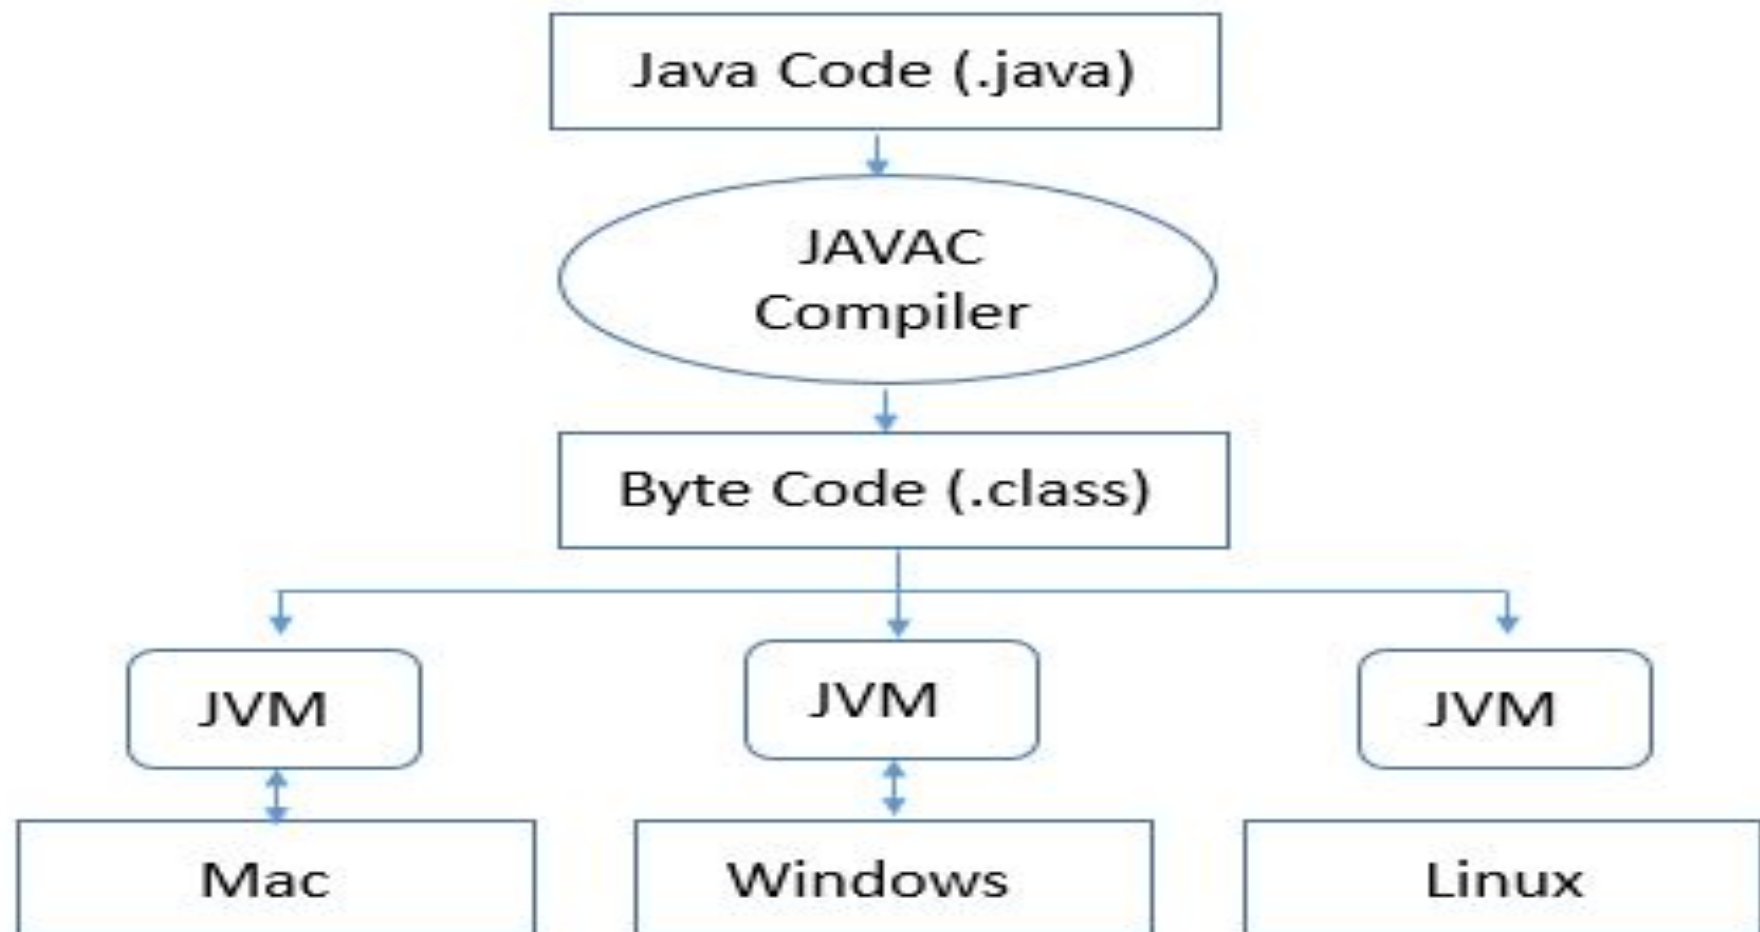 Java Code (.java)
JAVAC
Compiler
Byte Code (.class)
JVM
JVM
JVM
Mac
Windows
Linux